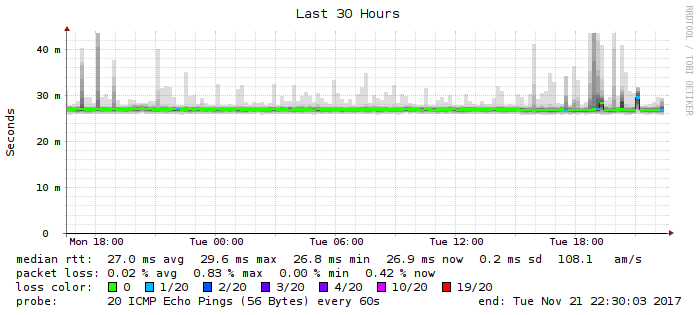 Last 30 Hours
RRDTOOL / TOBI OETIKER
Seconds
40 m
30 m
20 m
10 m
0
Mon 18:00 Tue 00:00 Tue 06:00 Tue 12:00 Tue 18:00
median rtt: 27.0 ms avg 29.6 ms max 26.8 ms min 26.9 ms now 0.2 ms sd 108.1 am/s
packet loss: 0.02 % avg 0.83 % max 0.00 % min 0.42 % now
loss color: 0 1/20 2/20 3/20 4/20 10/20 19/20
probe: 20 ICMP Echo Pings (56 Bytes) every 60s end: Tue Nov 21 22:30:03 2017